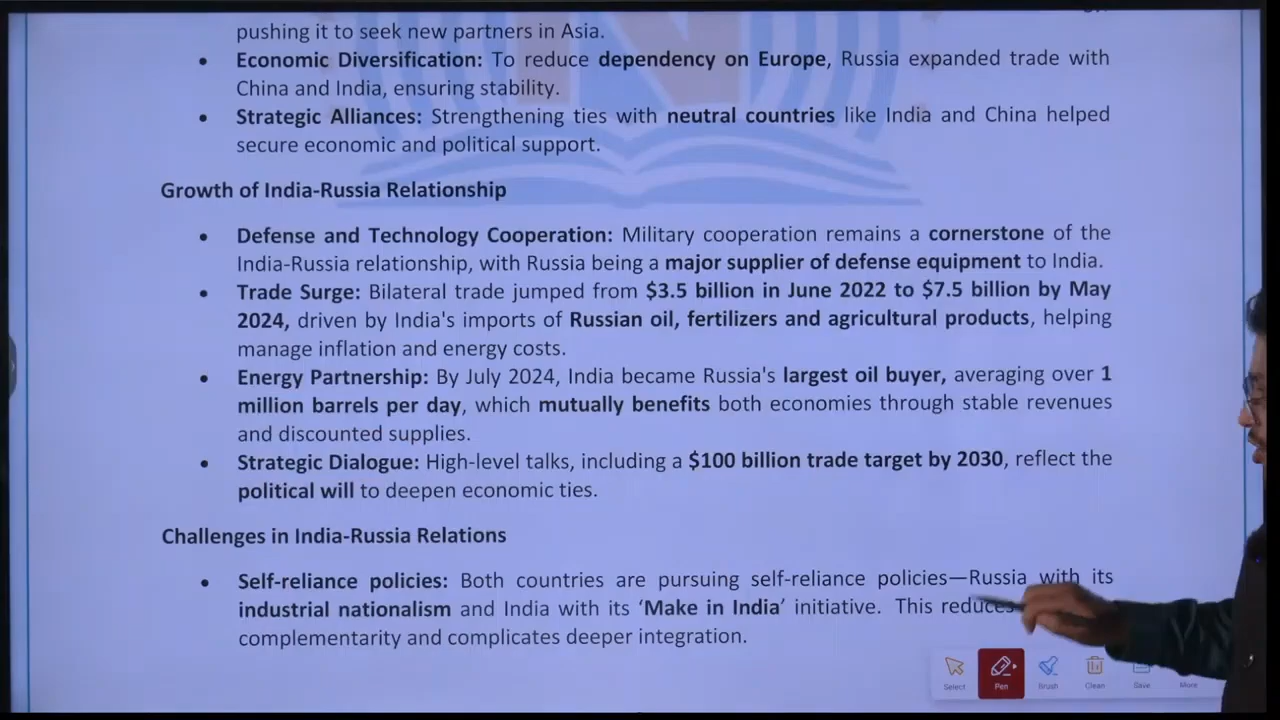 pushing it to seek new partners in Asia.
• Economic Diversification: To reduce dependency on Europe, Russia expanded trade with
China and India, ensuring stability.
• Strategic Alliances: Strengthening ties with neutral countries like India and China helped
secure economic and political support.
Growth of India-Russia Relationship
• Defense and Technology Cooperation: Military cooperation remains a cornerstone of the
India-Russia relationship, with Russia being a major supplier of defense equipment to India.
• Trade Surge: Bilateral trade jumped from $3.5 billion in June 2022 to $7.5 billion by May
2024, driven by India's imports of Russian oil, fertilizers and agricultural products, helping
manage inflation and energy costs.
• Energy Partnership: By July 2024, India became Russia's largest oil buyer, averaging over 1
million barrels per day, which mutually benefits both economies through stable revenues
and discounted supplies.
• Strategic Dialogue: High-level talks, including a $100 billion trade target by 2030, reflect the
political will to deepen economic ties.
Challenges in India-Russia Relations
• Self-reliance policies: Both countries are pursuing self-reliance policies—Russia with its
industrial nationalism and India with its ‘Make in India’ initiative. This reduces
complementarity and complicates deeper integration.
Select Pen Brush Clean Save More